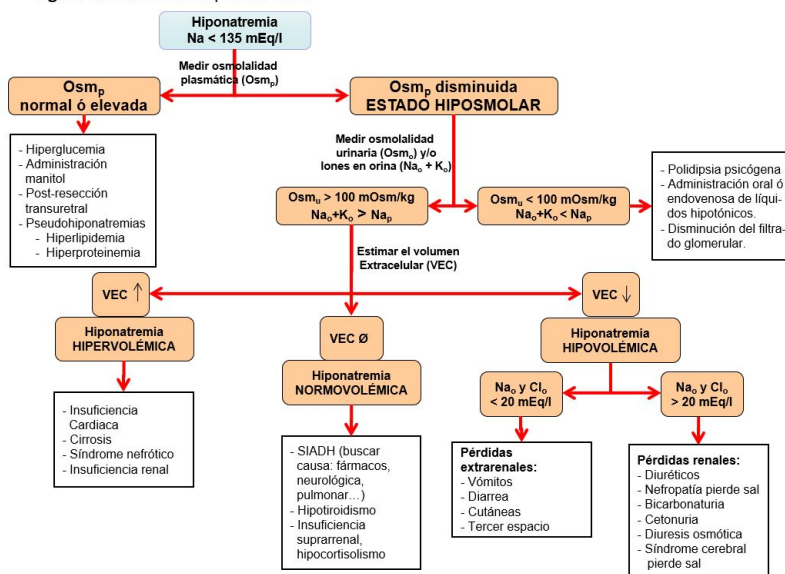 Hiponatremia
Na < 135 mEq/l
Medir osmolalidad
plasmática (Osmₚ)
Osmₚ
normal ó elevada
Osmₚ disminuida
ESTADO HIPOSMOLAR
- Hiperglucemia
- Administración
manitol
- Post-resección
transuretral
- Pseudohiponatremias
- Hiperlipidemia
- Hiperproteinemia
Medir osmolalidad
urinaria (Osmₒ) y/o
Iones en orina (Naₒ + Kₒ)
Osmᵤ > 100 mOsm/kg
Naₒ+Kₒ > Naₚ
Osmᵤ < 100 mOsm/kg
Naₒ+Kₒ < Naₚ
- Polidipsia psicógena
- Administración oral ó
endovenosa de líqui-
dos hipotónicos.
- Disminución del filtra-
do glomerular.
Estimar el volumen
Extracelular (VEC)
VEC ↑
Hiponatremia
HIPERVOLÉMICA
VEC Ø
Hiponatremia
NORMOVOLÉMICA
VEC ↓
Hiponatremia
HIPOVOLÉMICA
- Insuficiencia
Cardiaca
- Cirrosis
- Síndrome nefrótico
- Insuficiencia renal
- SIADH (buscar
causa: fármacos,
neurológica,
pulmonar…)
- Hipotiroidismo
- Insuficiencia
suprarrenal,
hipocortisolismo
Naₒ y Clₒ
< 20 mEq/l
Naₒ y Clₒ
> 20 mEq/l
Pérdidas
extrarenales:
- Vómitos
- Diarrea
- Cutáneas
- Tercer espacio
Pérdidas renales:
- Diuréticos
- Nefropatía pierde sal
- Bicarbonaturia
- Cetonuria
- Diuresis osmótica
- Síndrome cerebral
pierde sal